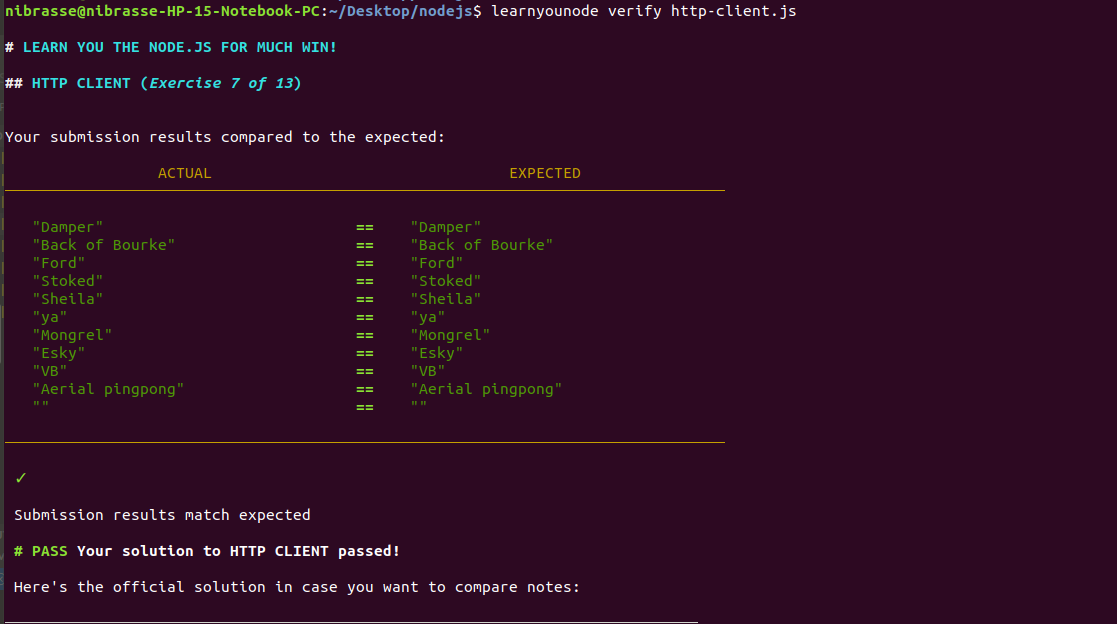 nibrasse@nibrasse-HP-15-Notebook-PC:~/Desktop/nodejs$ learnyounode verify http-client.js
# LEARN YOU THE NODE.JS FOR MUCH WIN!
## HTTP CLIENT (Exercise 7 of 13)
Your submission results compared to the expected:
ACTUAL EXPECTED
"Damper" == "Damper"
"Back of Bourke" == "Back of Bourke"
"Ford" == "Ford"
"Stoked" == "Stoked"
"Sheila" == "Sheila"
"ya" == "ya"
"Mongrel" == "Mongrel"
"Esky" == "Esky"
"VB" == "VB"
"Aerial pingpong" == "Aerial pingpong"
"" == ""
✓
Submission results match expected
# PASS Your solution to HTTP CLIENT passed!
Here's the official solution in case you want to compare notes: